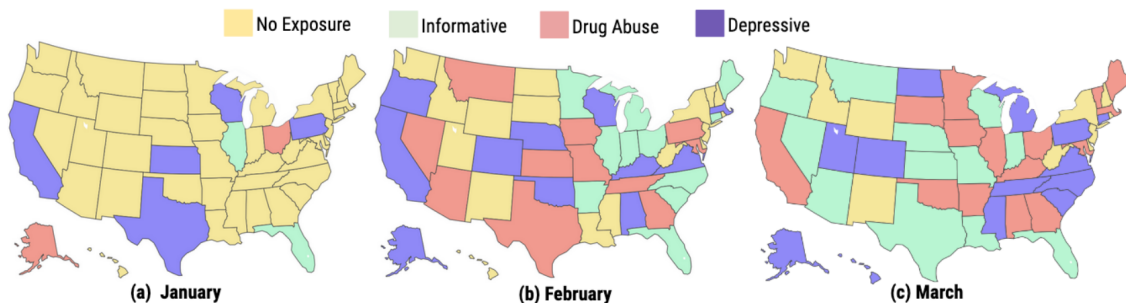 No Exposure Informative Drug Abuse Depressive
(a) January (b) February (c) March